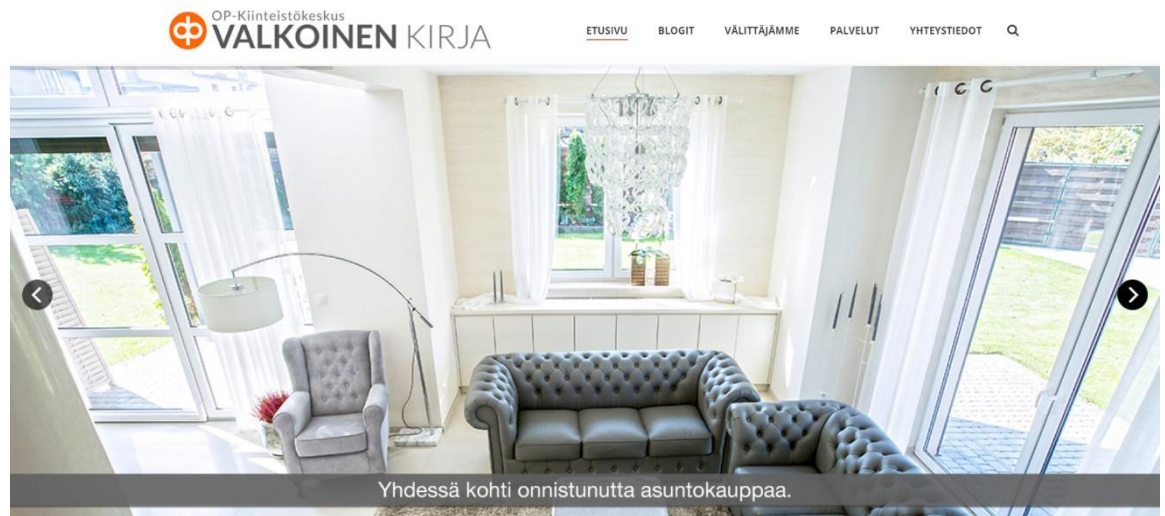 OP-Kiinteistökeskus
VALKOINEN KIRJA
ETUSIVU BLOGIT VÄLITTÄJÄMME PALVELUT YHTEYSTIEDOT
Yhdessä kohti onnistunutta asuntokauppaa.